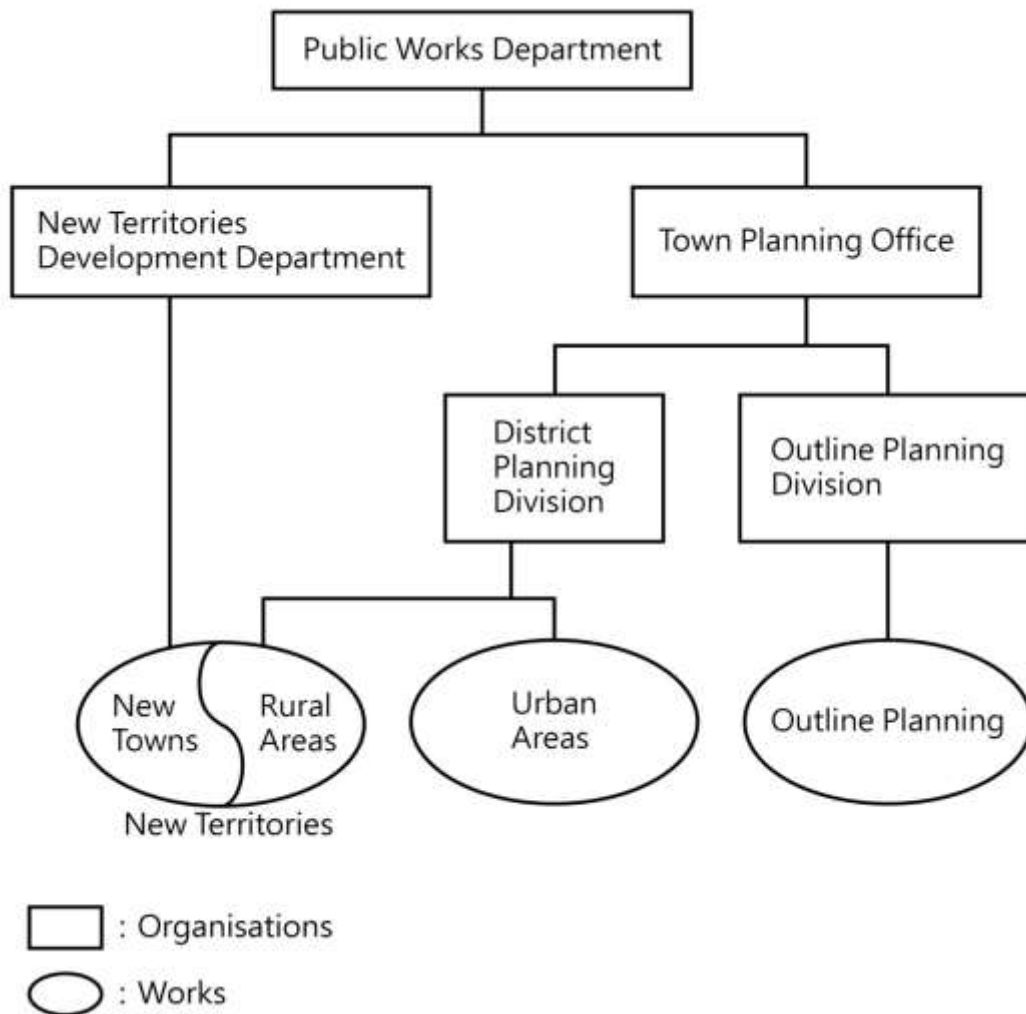 Public Works Department
New Territories
Development Department
Town Planning Office
District
Planning
Division
Outline Planning
Division
New
Towns
Rural
Areas
Urban
Areas
Outline Planning
New Territories
: Organisations
: Works